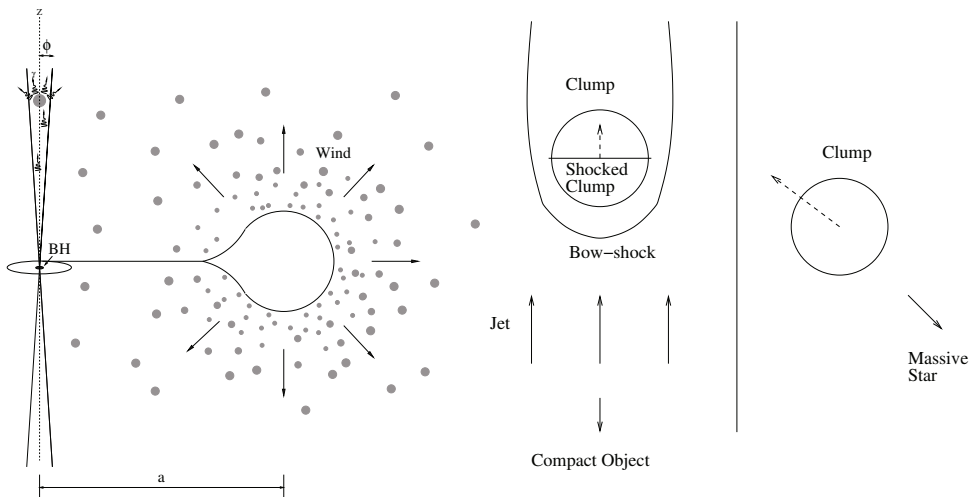 z
ϕ
γ
Wind
BH
a
Clump
Shocked
Clump
Bow−shock
Jet
Compact Object
Clump
Massive
Star